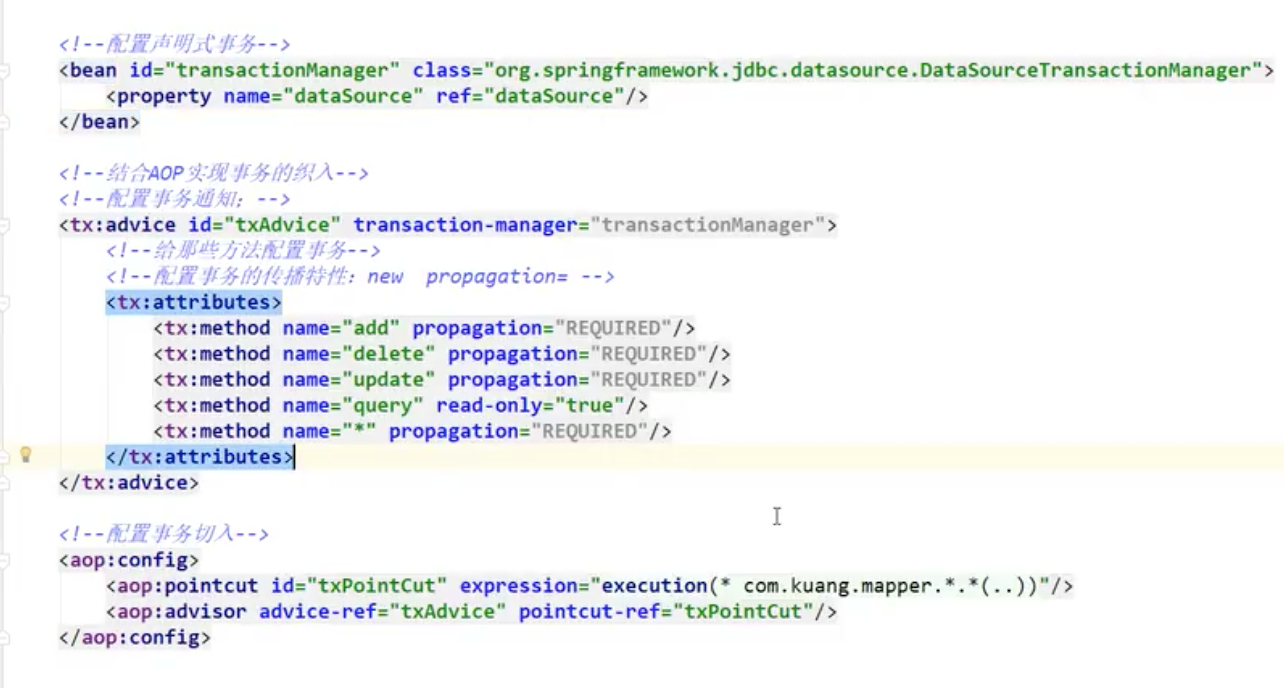 <!--配置声明式事务-->
<bean id="transactionManager" class="org.springframework.jdbc.datasource.DataSourceTransactionManager">
<property name="dataSource" ref="dataSource"/>
</bean>
<!--结合AOP实现事务的织入-->
<!--配置事务通知；-->
<tx:advice id="txAdvice" transaction-manager="transactionManager">
<!--给那些方法配置事务-->
<!--配置事务的传播特性：new  propagation= -->
<tx:attributes>
<tx:method name="add" propagation="REQUIRED"/>
<tx:method name="delete" propagation="REQUIRED"/>
<tx:method name="update" propagation="REQUIRED"/>
<tx:method name="query" read-only="true"/>
<tx:method name="*" propagation="REQUIRED"/>
</tx:attributes>
</tx:advice>
<!--配置事务切入-->
<aop:config>
<aop:pointcut id="txPointCut" expression="execution(* com.kuang.mapper.*.*(..))"/>
<aop:advisor advice-ref="txAdvice" pointcut-ref="txPointCut"/>
</aop:config>